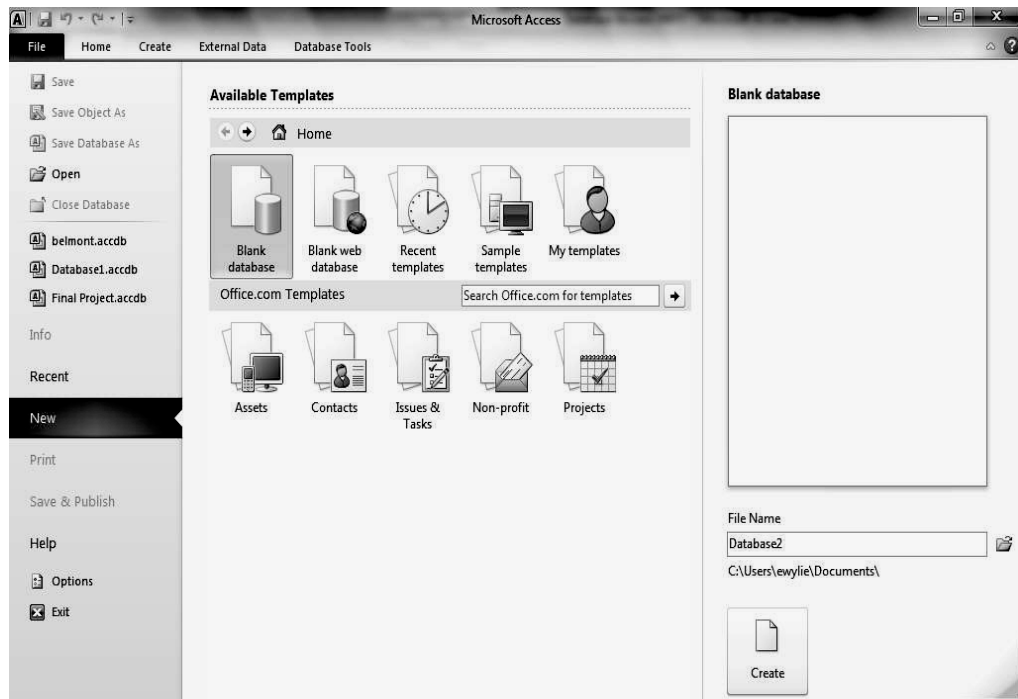 Microsoft Access
File Home Create External Data Database Tools
Save
Save Object As
Save Database As
Open
Close Database
belmont.accdb
Database1.accdb
Final Project.accdb
Info
Recent
New
Print
Save & Publish
Help
Options
Exit
Available Templates
Home
Blank database
Blank web database
Recent templates
Sample templates
My templates
Office.com Templates
Search Office.com for templates
Assets
Contacts
Issues & Tasks
Non-profit
Projects
Blank database
File Name
Database2
C:\Users\ewylie\Documents\
Create